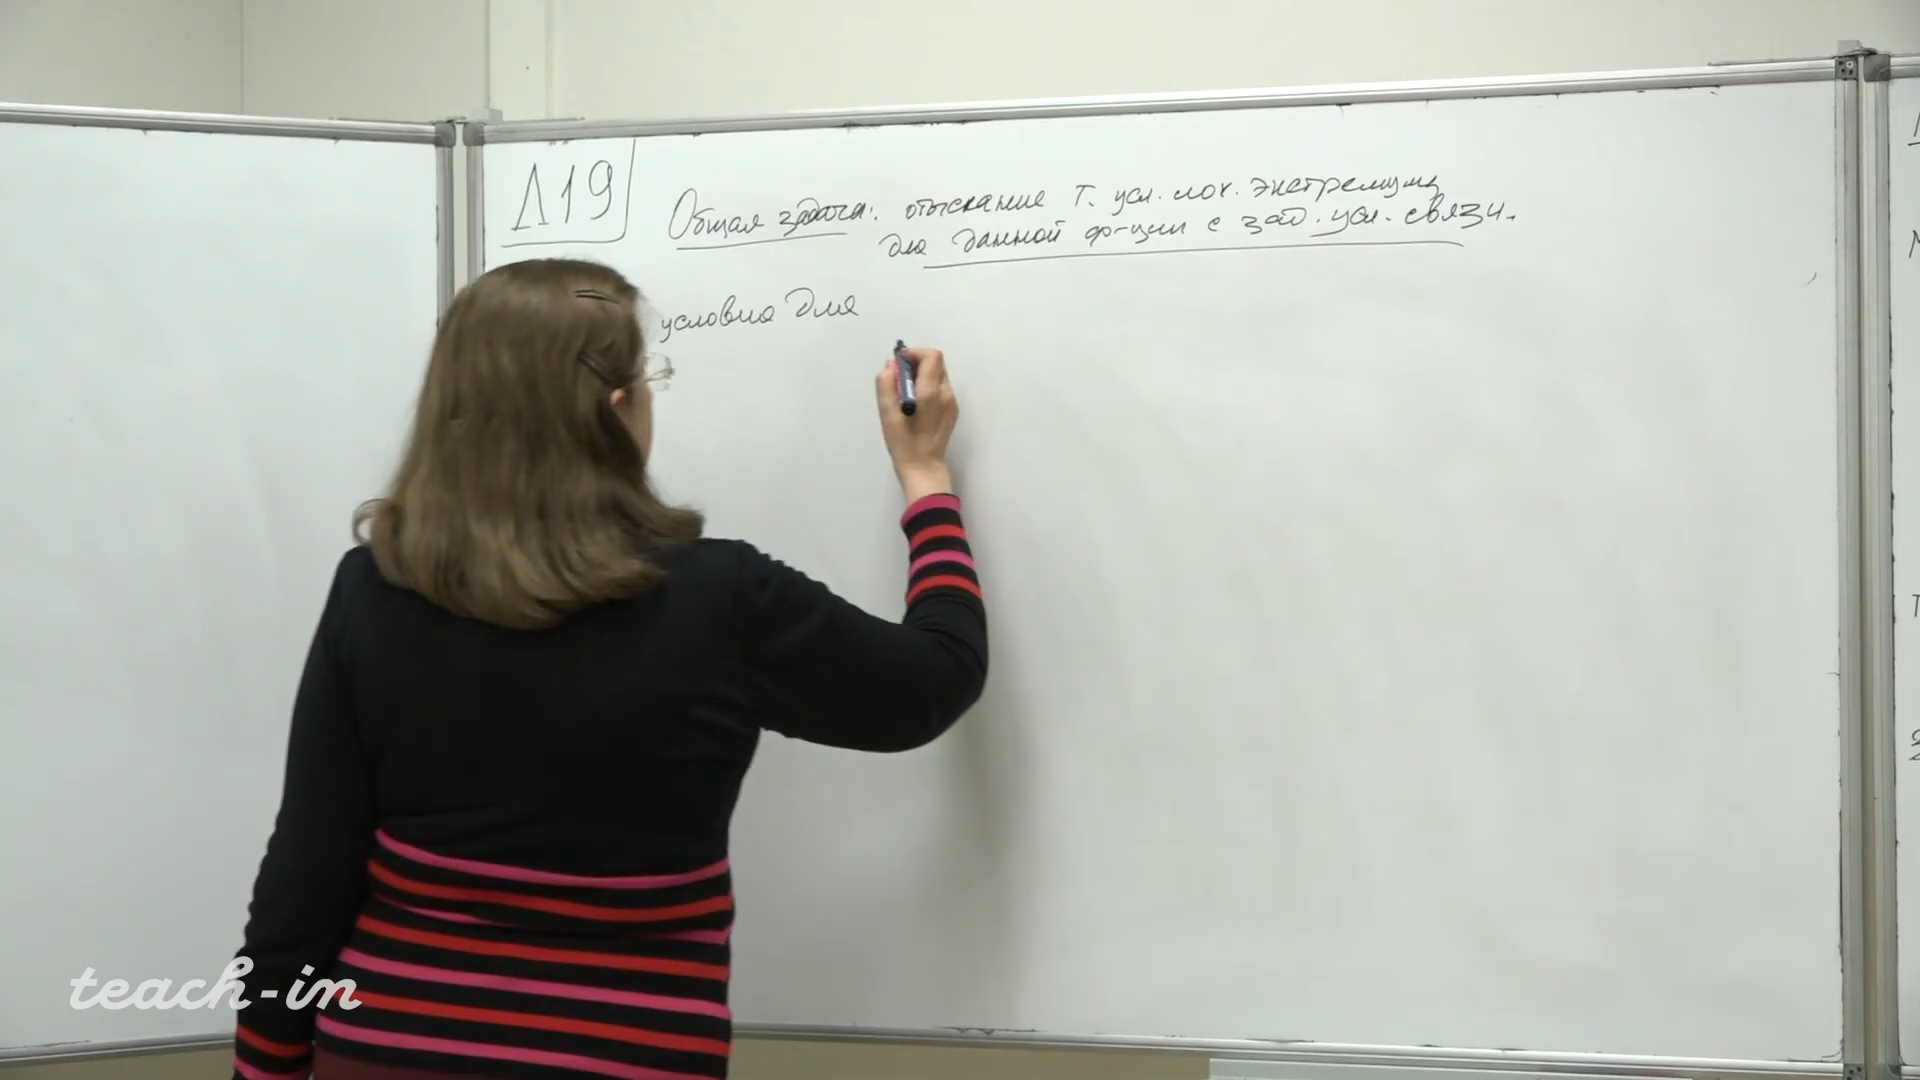 Л19
Общая задача: отыскание т. усл. лок. экстремума
для данной ф-ции с зад. усл. связи.
условия для
teach-in